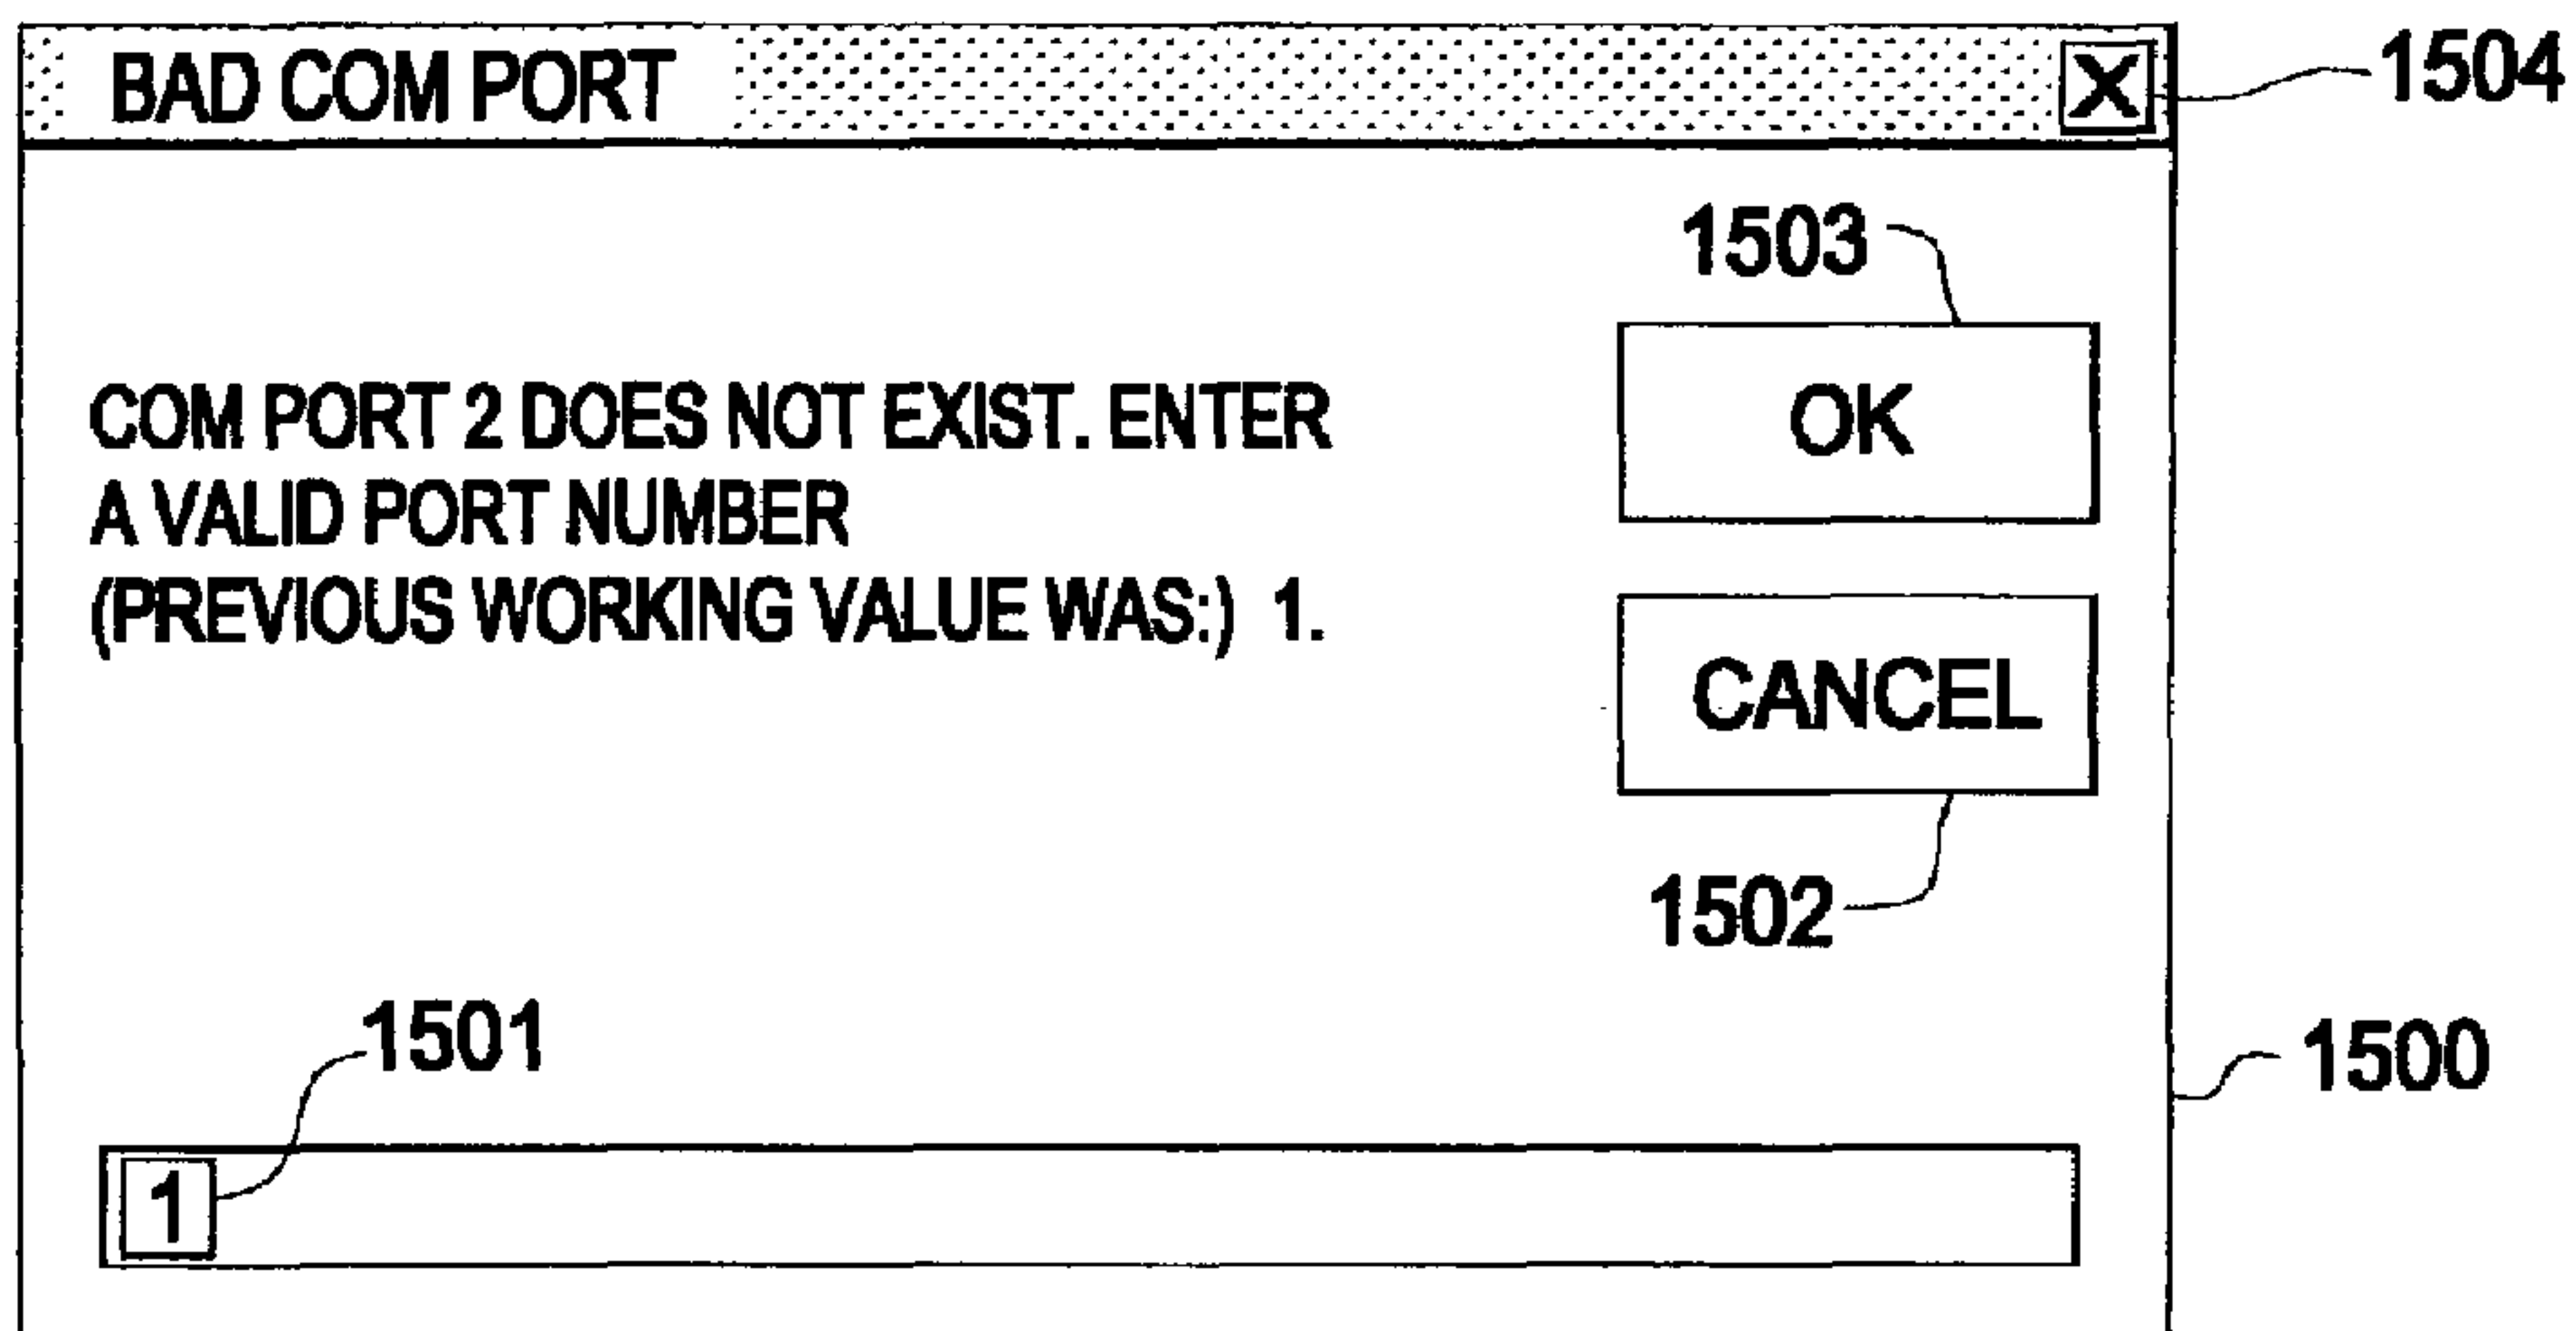 BAD COM PORT
X
1504
1503
OK
COM PORT 2 DOES NOT EXIST. ENTER
A VALID PORT NUMBER
(PREVIOUS WORKING VALUE WAS:) 1.
CANCEL
1502
1501
1500
1